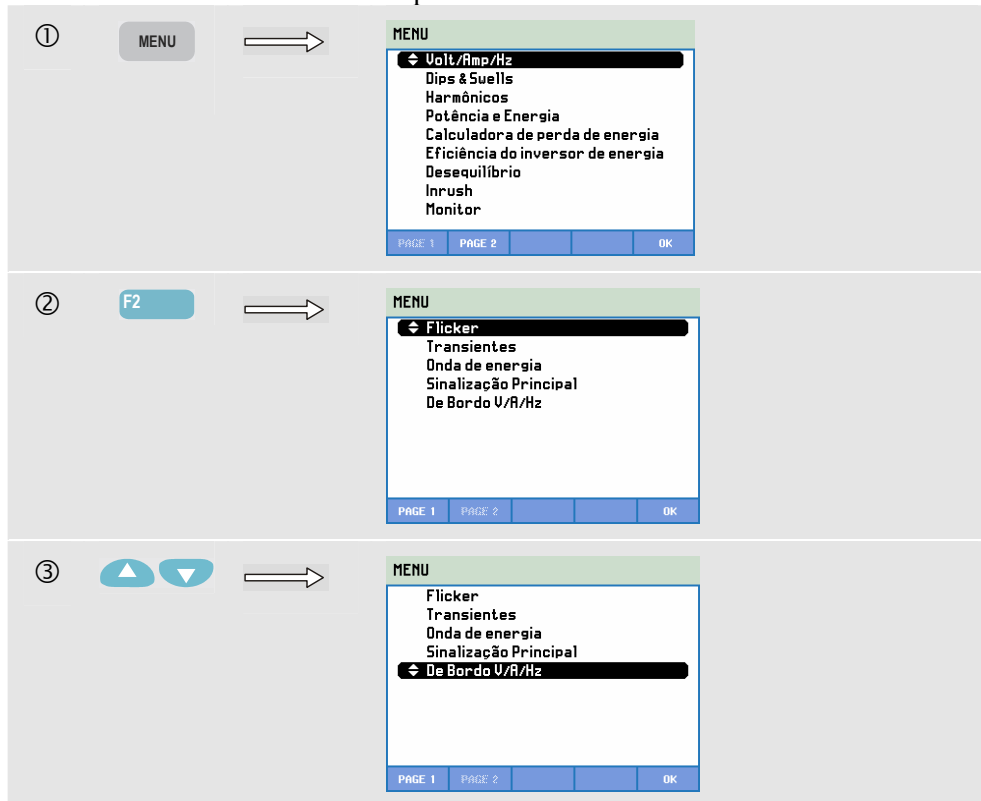 ①
MENU
MENU
Volt/Amp/Hz
Dips & Swells
Harmônicos
Potência e Energia
Calculadora de perda de energia
Eficiência do inversor de energia
Desequilíbrio
Inrush
Monitor
PAGE 1 PAGE 2 OK
②
F2
MENU
Flicker
Transientes
Onda de energia
Sinalização Principal
De Bordo V/A/Hz
PAGE 1 PAGE 2 OK
③
MENU
Flicker
Transientes
Onda de energia
Sinalização Principal
De Bordo V/A/Hz
PAGE 1 PAGE 2 OK